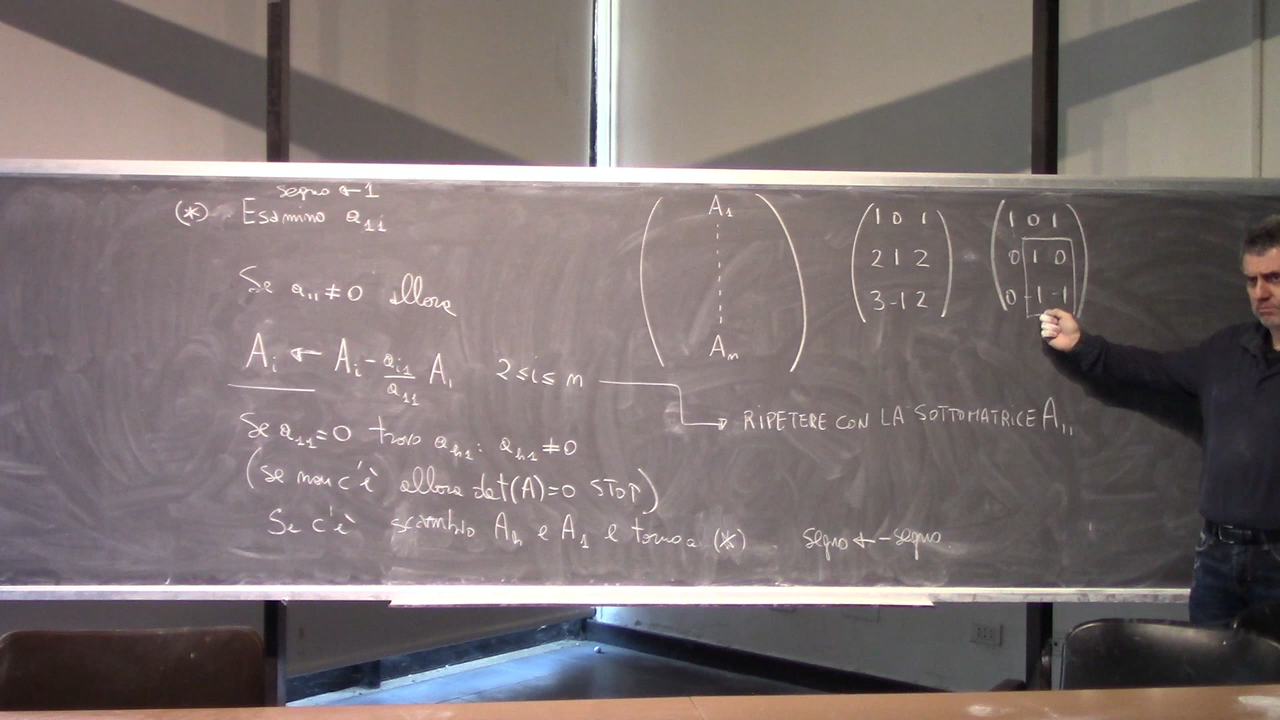 segno ← 1
(*) . Esamino a₁₁
Se a₁₁ ≠ 0 allora
Aᵢ ← Aᵢ - aᵢ₁/a₁₁ A₁ 2 ≤ i ≤ n
Se a₁₁ = 0 trovo aₕ₁ : aₕ₁ ≠ 0
(se non c'è allora det(A) = 0 STOP)
Se c'è scambio Aₕ e A₁ e torno a (*) segno ← - segno
A₁
Aₙ
1 0 1
2 1 2
3 -1 2
1 0 1
0 1 0
0 -1 -1
RIPETERE CON LA SOTTOMATRICE A₁₁